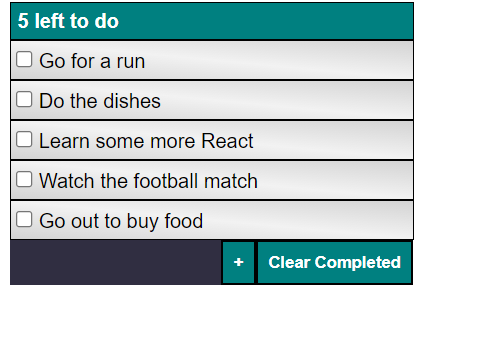 5 left to do
Go for a run
Do the dishes
Learn some more React
Watch the football match
Go out to buy food
+ Clear Completed